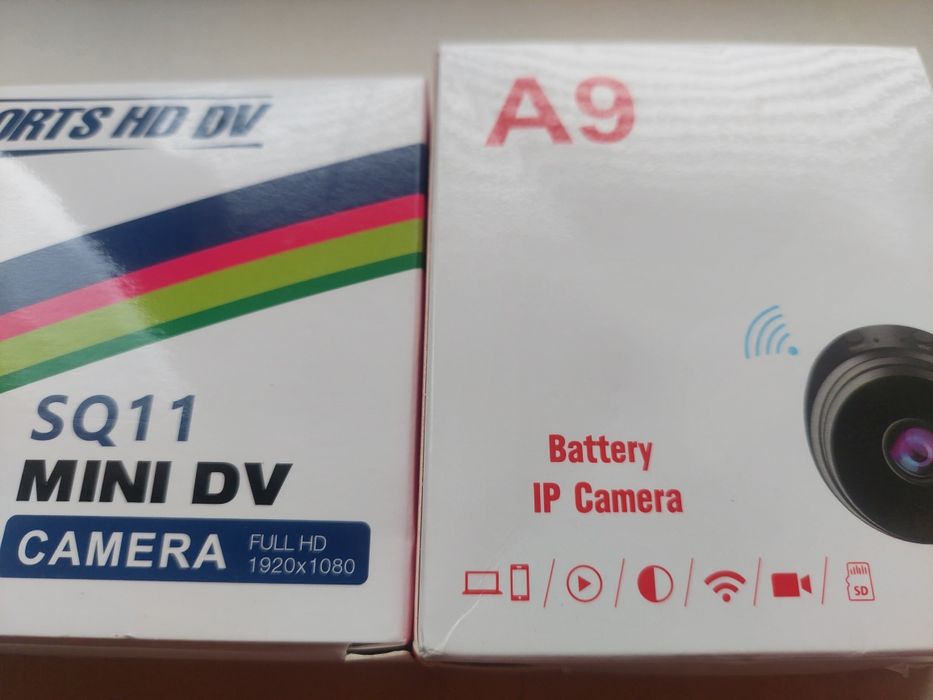 ORTS HD DV
SQ11
MINI DV
CAMERA FULL HD
1920x1080
A9
Battery
IP Camera
SD